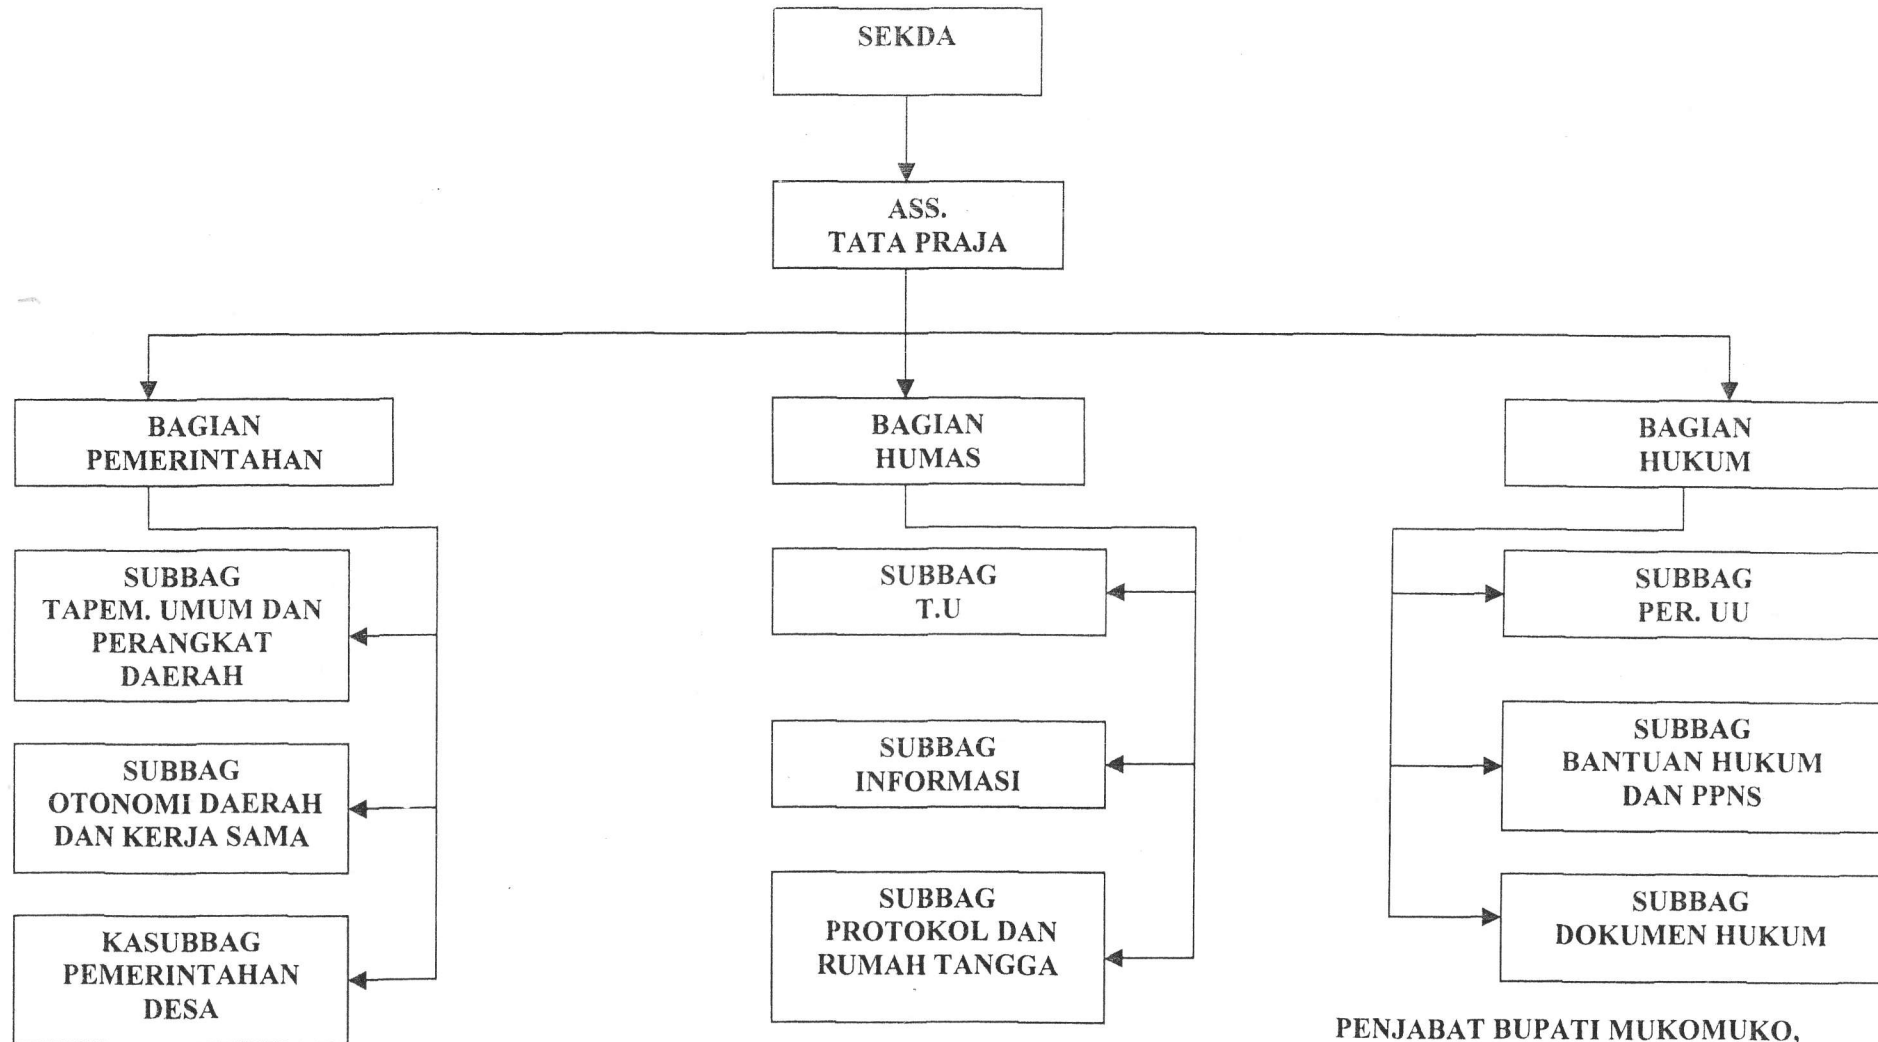 SEKDA
ASS.
TATA PRAJA
BAGIAN
PEMERINTAHAN
BAGIAN
HUMAS
BAGIAN
HUKUM
SUBBAG
TAPEM. UMUM DAN
PERANGKAT
DAERAH
SUBBAG
OTONOMI DAERAH
DAN KERJA SAMA
KASUBBAG
PEMERINTAHAN
DESA
SUBBAG
T.U
SUBBAG
INFORMASI
SUBBAG
PROTOKOL DAN
RUMAH TANGGA
SUBBAG
PER. UU
SUBBAG
BANTUAN HUKUM
DAN PPNS
SUBBAG
DOKUMEN HUKUM
PENJABAT BUPATI MUKOMUKO,